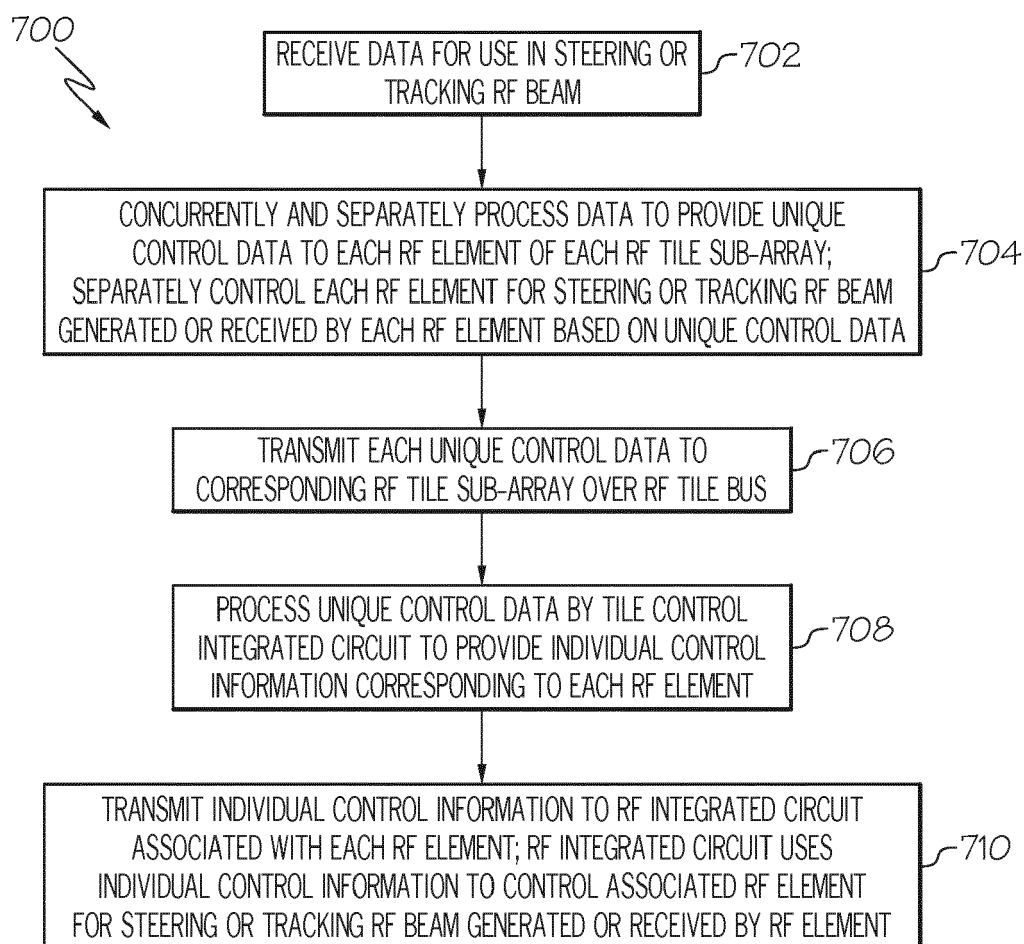 700
RECEIVE DATA FOR USE IN STEERING OR
TRACKING RF BEAM
702
CONCURRENTLY AND SEPARATELY PROCESS DATA TO PROVIDE UNIQUE
CONTROL DATA TO EACH RF ELEMENT OF EACH RF TILE SUB-ARRAY;
SEPARATELY CONTROL EACH RF ELEMENT FOR STEERING OR TRACKING RF BEAM
GENERATED OR RECEIVED BY EACH RF ELEMENT BASED ON UNIQUE CONTROL DATA
704
TRANSMIT EACH UNIQUE CONTROL DATA TO
CORRESPONDING RF TILE SUB-ARRAY OVER RF TILE BUS
706
PROCESS UNIQUE CONTROL DATA BY TILE CONTROL
INTEGRATED CIRCUIT TO PROVIDE INDIVIDUAL CONTROL
INFORMATION CORRESPONDING TO EACH RF ELEMENT
708
TRANSMIT INDIVIDUAL CONTROL INFORMATION TO RF INTEGRATED CIRCUIT
ASSOCIATED WITH EACH RF ELEMENT; RF INTEGRATED CIRCUIT USES
INDIVIDUAL CONTROL INFORMATION TO CONTROL ASSOCIATED RF ELEMENT
FOR STEERING OR TRACKING RF BEAM GENERATED OR RECEIVED BY RF ELEMENT
710